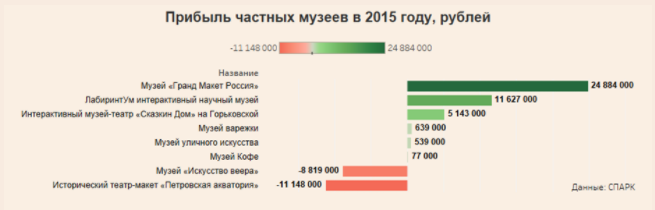 Прибыль частных музеев в 2015 году, рублей
-11 148 000 24 884 000
Название
Музей «Гранд Макет Россия» 24 884 000
ЛабиринтУм интерактивный научный музей 11 627 000
Интерактивный музей-театр «Сказкин Дом» на Горьковской 5 143 000
Музей варежки 639 000
Музей уличного искусства 539 000
Музей Кофе 77 000
Музей «Искусство веера» -8 819 000
Исторический театр-макет «Петровская акватория» -11 148 000
Данные: СПАРК